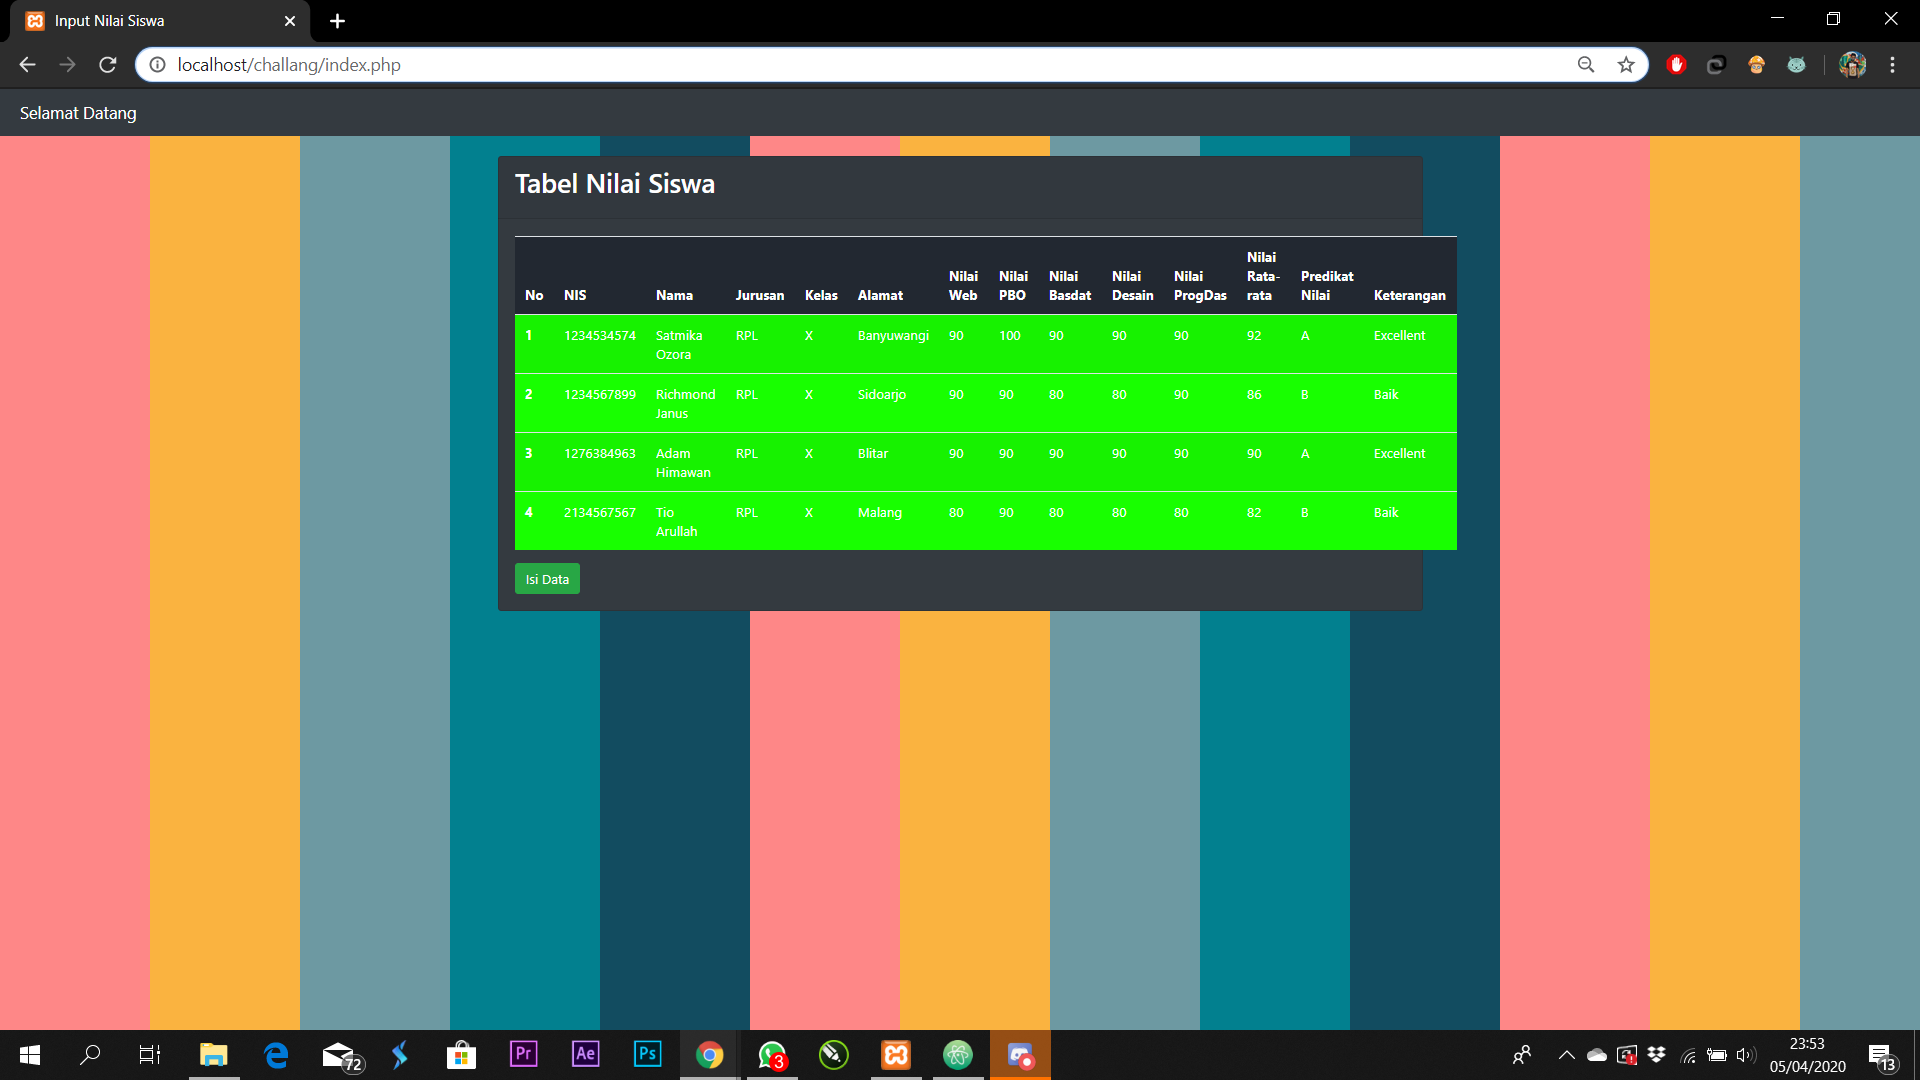 Input Nilai Siswa
localhost/challang/index.php
Selamat Datang
Tabel Nilai Siswa
No NIS Nama Jurusan Kelas Alamat Nilai Web Nilai PBO Nilai Basdat Nilai Desain Nilai ProgDas Nilai Rata-rata Predikat Nilai Keterangan
1 1234534574 Satmika Ozora RPL X Banyuwangi 90 100 90 90 90 92 A Excellent
2 1234567899 Richmond Janus RPL X Sidoarjo 90 90 80 80 90 86 B Baik
3 1276384963 Adam Himawan RPL X Blitar 90 90 90 90 90 90 A Excellent
4 2134567567 Tio Arullah RPL X Malang 80 90 80 80 80 82 B Baik
Isi Data
72
Pr
Ae
Ps
3
23:53
05/04/2020
13